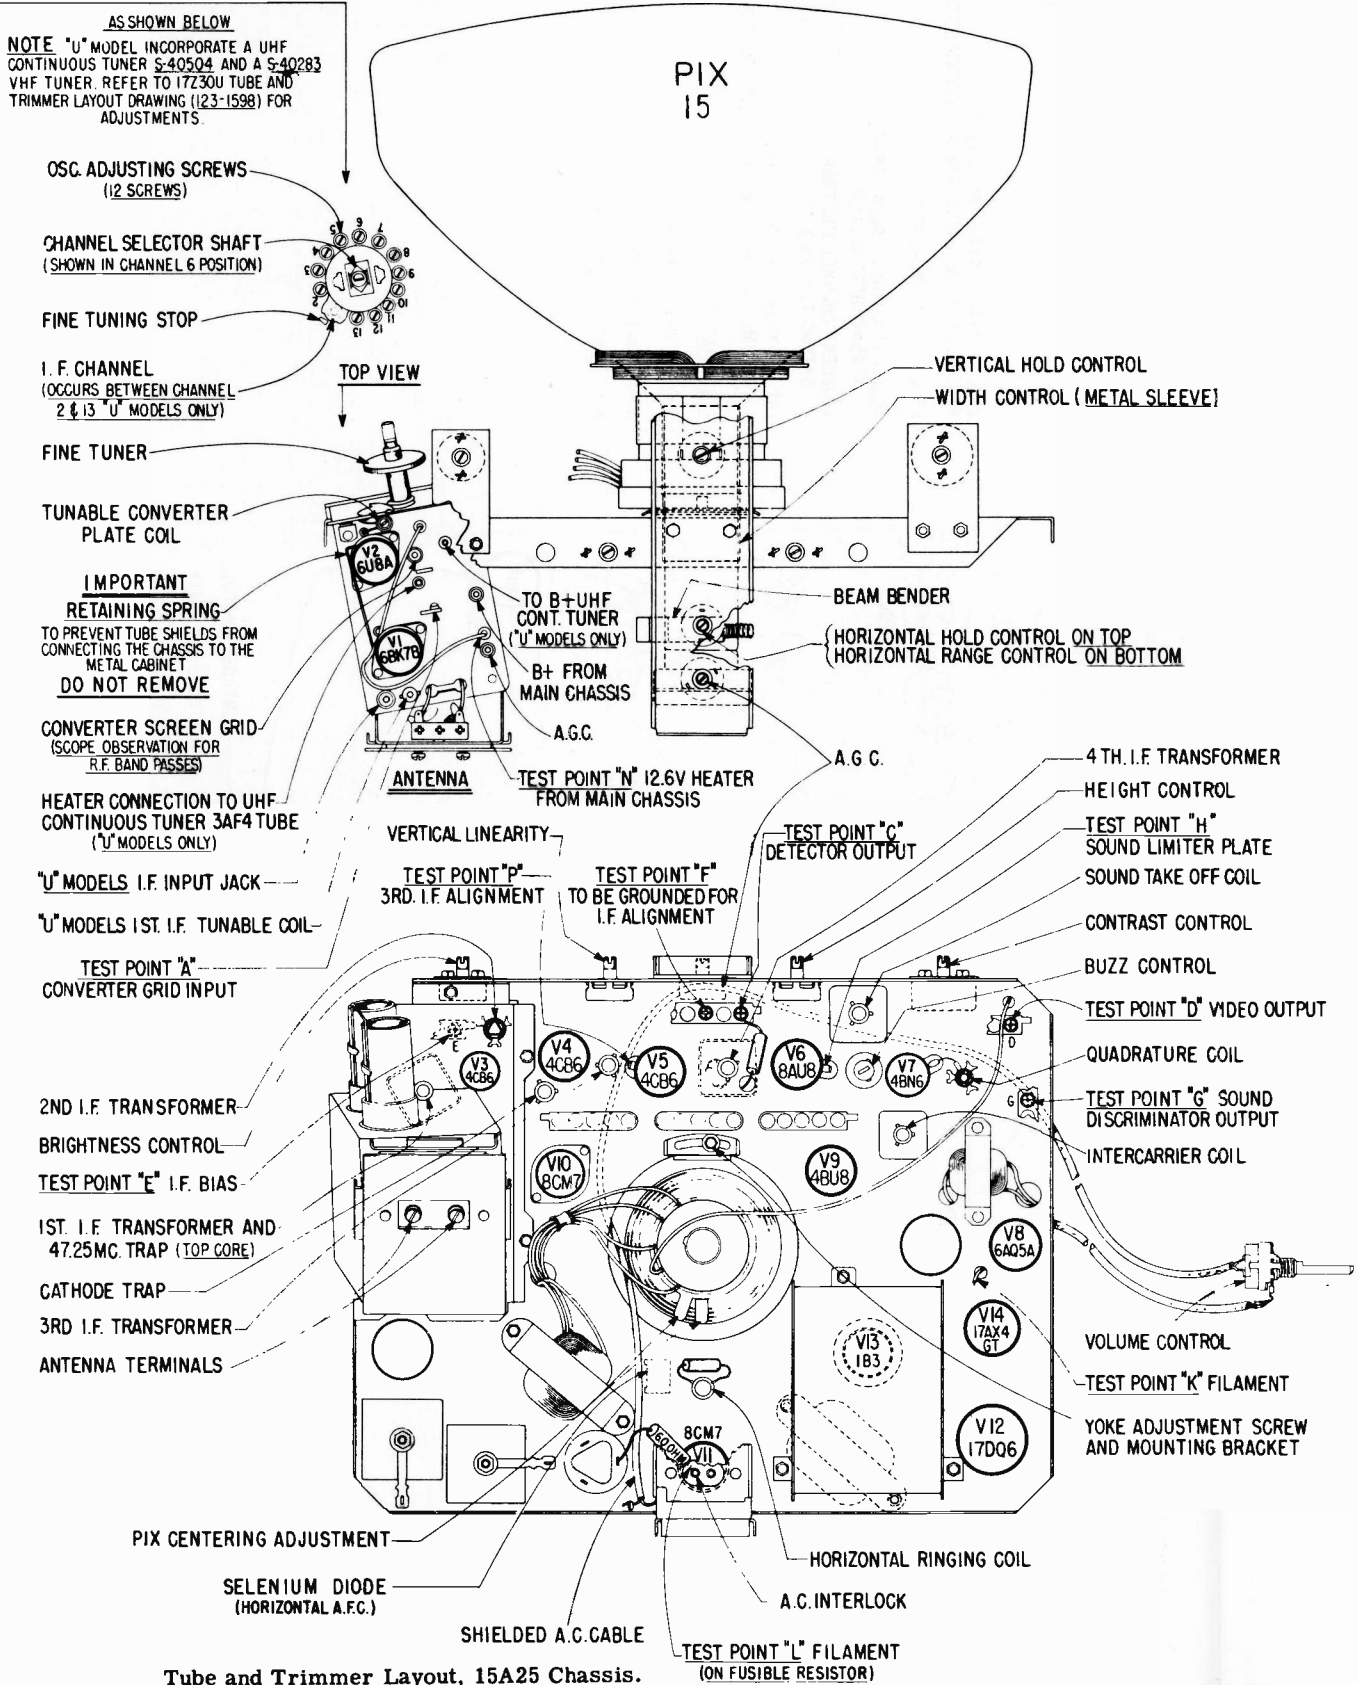 AS SHOWN BELOW
NOTE "U" MODEL INCORPORATE A UHF
CONTINUOUS TUNER S-40504 AND A S-40283
VHF TUNER. REFER TO 17Z30U TUBE AND
TRIMMER LAYOUT DRAWING (123-1598) FOR
ADJUSTMENTS.
PIX
15
OSC. ADJUSTING SCREWS
(12 SCREWS)
CHANNEL SELECTOR SHAFT
(SHOWN IN CHANNEL 6 POSITION)
2 3 4 5 6 7 8 9 10 11 12 13
FINE TUNING STOP
I. F. CHANNEL
(OCCURS BETWEEN CHANNEL
2 & 13 "U" MODELS ONLY)
TOP VIEW
FINE TUNER
TUNABLE CONVERTER
PLATE COIL
IMPORTANT
RETAINING SPRING
TO PREVENT TUBE SHIELDS FROM
CONNECTING THE CHASSIS TO THE
METAL CABINET
DO NOT REMOVE
CONVERTER SCREEN GRID
(SCOPE OBSERVATION FOR
R.F. BAND PASSES)
HEATER CONNECTION TO UHF
CONTINUOUS TUNER 3AF4 TUBE
("U" MODELS ONLY)
"U" MODELS I.F. INPUT JACK
"U" MODELS 1ST. I.F. TUNABLE COIL
TEST POINT "A"
CONVERTER GRID INPUT
V2
6U8A
V1
6BK7B
TO B+UHF
CONT. TUNER
("U" MODELS ONLY)
B+ FROM
MAIN CHASSIS
A.G.C.
ANTENNA
TEST POINT "N" 12.6V HEATER
FROM MAIN CHASSIS
VERTICAL HOLD CONTROL
WIDTH CONTROL (METAL SLEEVE)
BEAM BENDER
HORIZONTAL HOLD CONTROL ON TOP
HORIZONTAL RANGE CONTROL ON BOTTOM
A.G.C.
VERTICAL LINEARITY
TEST POINT "P"
3RD. I.F. ALIGNMENT
TEST POINT "F"
TO BE GROUNDED FOR
I.F. ALIGNMENT
TEST POINT "C"
DETECTOR OUTPUT
4TH. I.F. TRANSFORMER
HEIGHT CONTROL
TEST POINT "H"
SOUND LIMITER PLATE
SOUND TAKE OFF COIL
CONTRAST CONTROL
BUZZ CONTROL
TEST POINT "D" VIDEO OUTPUT
QUADRATURE COIL
TEST POINT "G" SOUND
DISCRIMINATOR OUTPUT
INTERCARRIER COIL
E
D
G
V3
4CB6
V4
4CB6
V5
4CB6
V6
8AU8
V7
4BN6
V10
8CM7
V9
4BU8
V8
6AQ5A
V14
17AX4
GT
V13
1B3
V12
17DQ6
8CM7
V11
160OHM
2ND I.F. TRANSFORMER
BRIGHTNESS CONTROL
TEST POINT "E" I.F. BIAS
1ST. I.F. TRANSFORMER AND
47.25MC. TRAP (TOP CORE)
CATHODE TRAP
3RD I.F. TRANSFORMER
ANTENNA TERMINALS
VOLUME CONTROL
TEST POINT "K" FILAMENT
YOKE ADJUSTMENT SCREW
AND MOUNTING BRACKET
PIX CENTERING ADJUSTMENT
SELENIUM DIODE
(HORIZONTAL A.F.C.)
SHIELDED A.C. CABLE
HORIZONTAL RINGING COIL
A.C. INTERLOCK
TEST POINT "L" FILAMENT
(ON FUSIBLE RESISTOR)
Tube and Trimmer Layout, 15A25 Chassis.